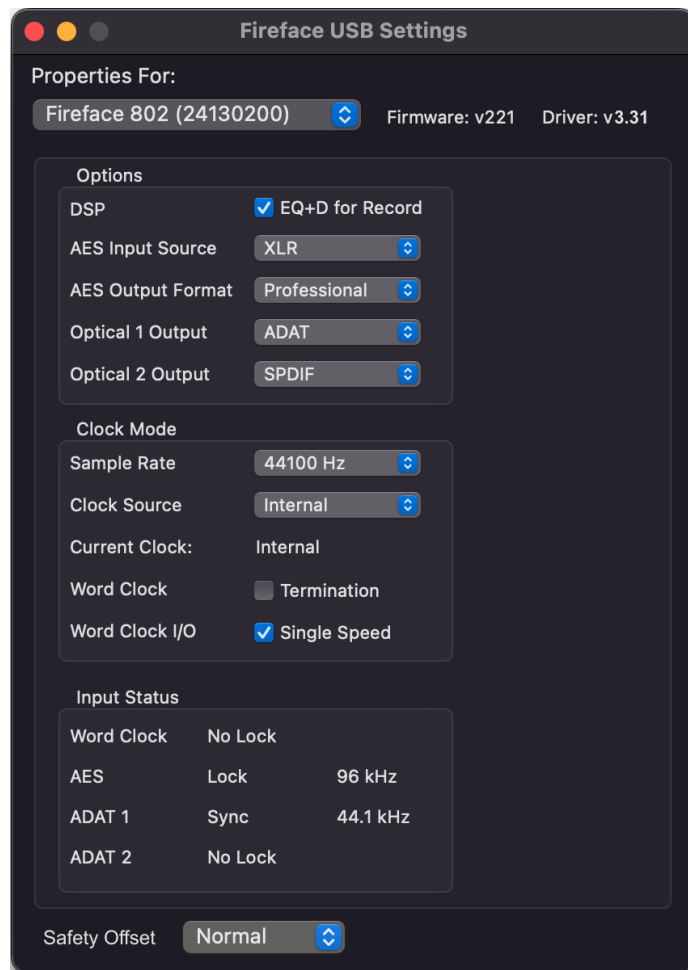 Fireface USB Settings
Properties For:
Fireface 802 (24130200) Firmware: v221 Driver: v3.31
Options
DSP EQ+D for Record
AES Input Source XLR
AES Output Format Professional
Optical 1 Output ADAT
Optical 2 Output SPDIF
Clock Mode
Sample Rate 44100 Hz
Clock Source Internal
Current Clock: Internal
Word Clock Termination
Word Clock I/O Single Speed
Input Status
Word Clock No Lock
AES Lock 96 kHz
ADAT 1 Sync 44.1 kHz
ADAT 2 No Lock
Safety Offset Normal